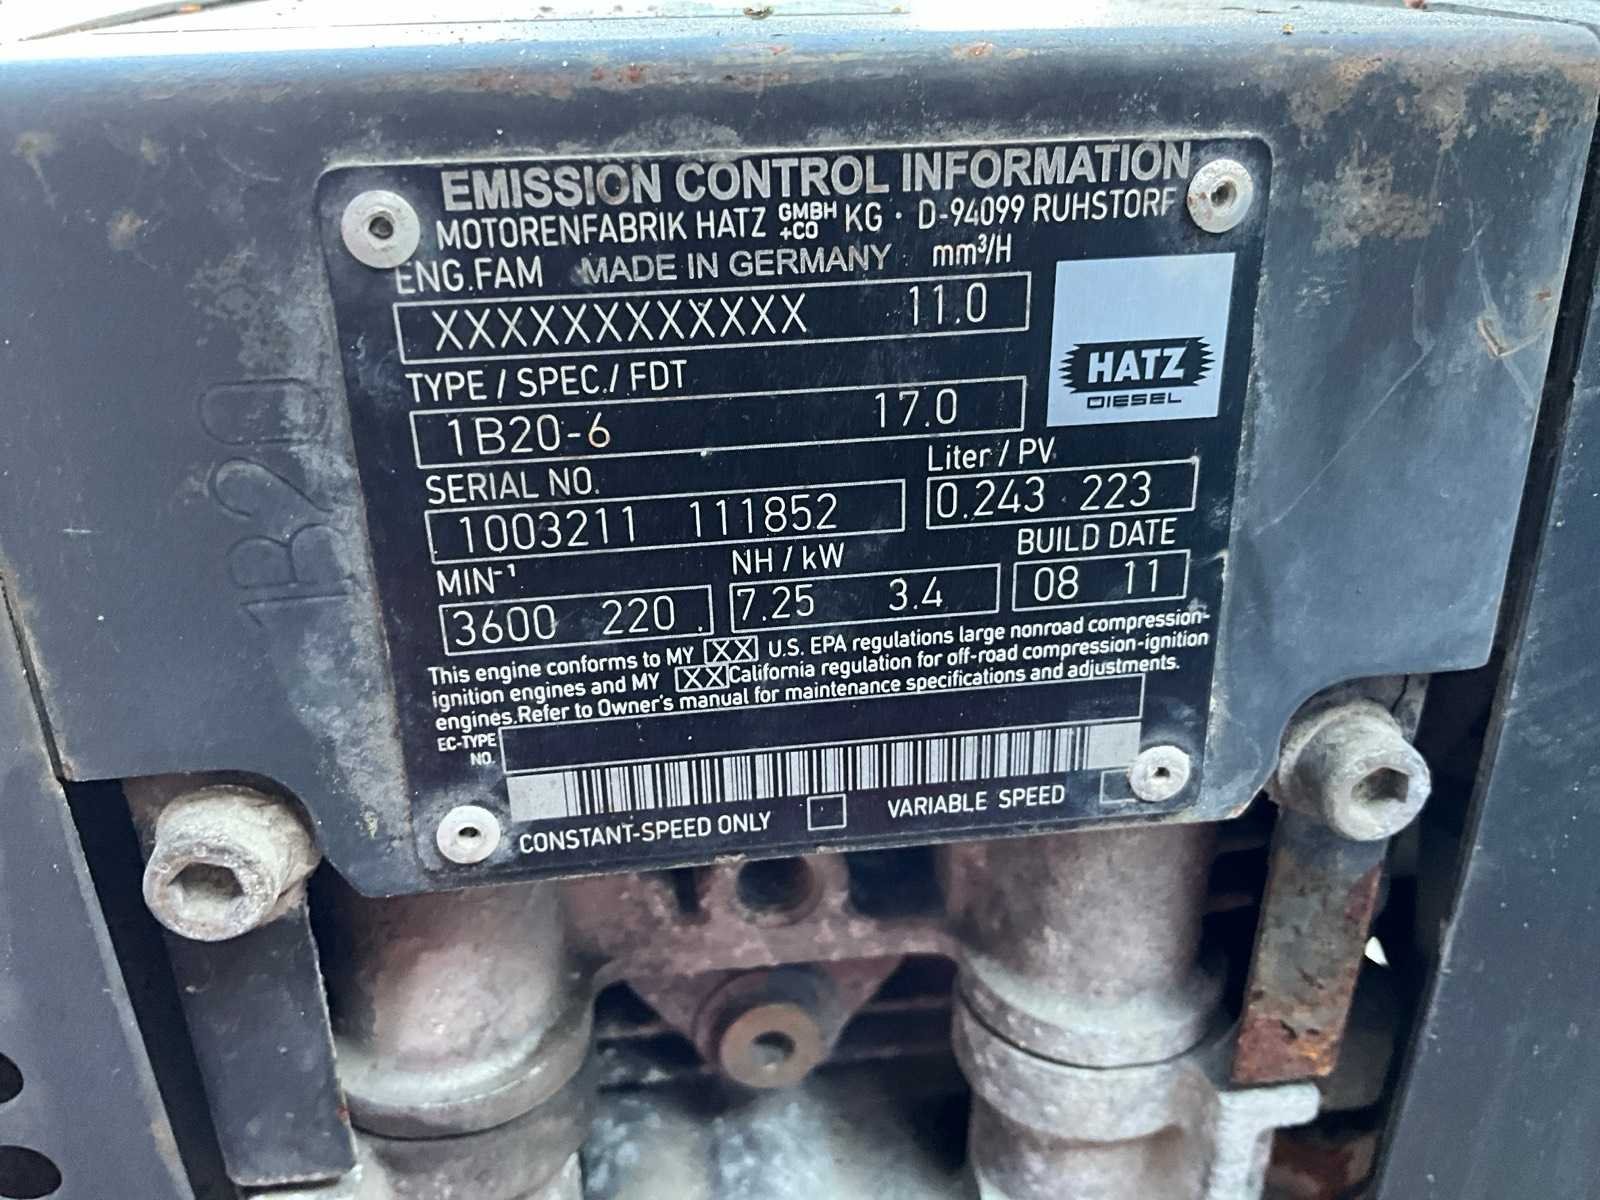 EMISSION CONTROL INFORMATION
MOTORENFABRIK HATZ GMBH +CO KG · D-94099 RUHSTORF
ENG.FAM MADE IN GERMANY mm³/H
XXXXXXXXXXXX 11.0
TYPE / SPEC./ FDT
1B20-6 17.0
HATZ
DIESEL
SERIAL NO. Liter / PV
1003211 111852 0.243 223
MIN⁻¹ NH / kW BUILD DATE
3600 220 . 7.25 3.4 08 11
This engine conforms to MY XX U.S. EPA regulations large nonroad compression-
ignition engines and MY XX California regulation for off-road compression-ignition
engines.Refer to Owner's manual for maintenance specifications and adjustments.
EC-TYPE
NO.
CONSTANT-SPEED ONLY VARIABLE SPEED
1B20